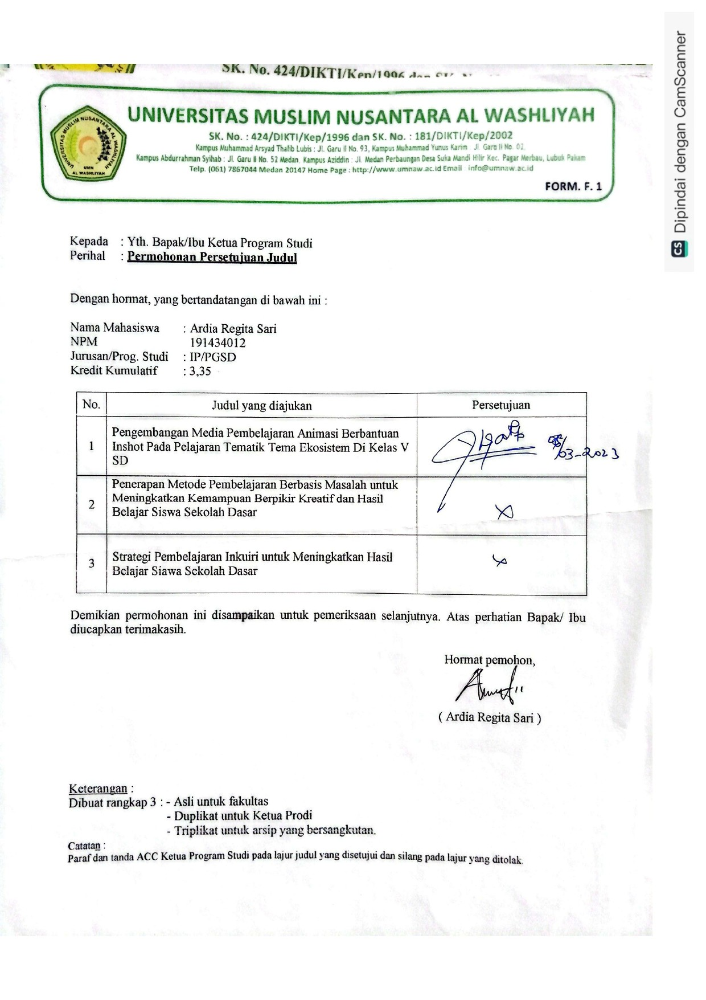 SK. No. 424/DIKTI/Kep/1996 dan SK. N
UNIVERSITAS MUSLIM NUSANTARA AL WASHLIYAH
SK. No. : 424/DIKTI/Kep/1996 dan SK. No. : 181/DIKTI/Kep/2002
Kampus Muhammad Arsyad Thalib Lubis : Jl. Garu II No. 93, Kampus Muhammad Yunus Karim : Jl. Garo II No. 02,
Kampus Abdurrahman Syihab : Jl. Garu II No. 52 Medan, Kampus Aziddin : Jl. Medan Perbaungan Desa Suka Mandi Hilir Kec. Pagar Merbau, Lubuk Pakam
Telp. (061) 7867044 Medan 20147 Home Page : http://www.umnaw.ac.id Email : info@umnaw.ac.id
FORM. F. 1
UNIVERSITAS MUSLIM NUSANTARA AL WASHLIYAH
UMN
AL WASHLIYAH
Kepada : Yth. Bapak/Ibu Ketua Program Studi
Perihal : Permohonan Persetujuan Judul
Dengan hormat, yang bertandatangan di bawah ini :
Nama Mahasiswa : Ardia Regita Sari
NPM 191434012
Jurusan/Prog. Studi : IP/PGSD
Kredit Kumulatif : 3,35
No. Judul yang diajukan Persetujuan
1 Pengembangan Media Pembelajaran Animasi Berbantuan
Inshot Pada Pelajaran Tematik Tema Ekosistem Di Kelas V
SD
/03-2023
2 Penerapan Metode Pembelajaran Berbasis Masalah untuk
Meningkatkan Kemampuan Berpikir Kreatif dan Hasil
Belajar Siswa Sekolah Dasar
3 Strategi Pembelajaran Inkuiri untuk Meningkatkan Hasil
Belajar Siawa Sekolah Dasar
Demikian permohonan ini disampaikan untuk pemeriksaan selanjutnya. Atas perhatian Bapak/ Ibu
diucapkan terimakasih.
Hormat pemohon,
( Ardia Regita Sari )
Keterangan :
Dibuat rangkap 3 : - Asli untuk fakultas
- Duplikat untuk Ketua Prodi
- Triplikat untuk arsip yang bersangkutan.
Catatan :
Paraf dan tanda ACC Ketua Program Studi pada lajur judul yang disetujui dan silang pada lajur yang ditolak.
CS Dipindai dengan CamScanner